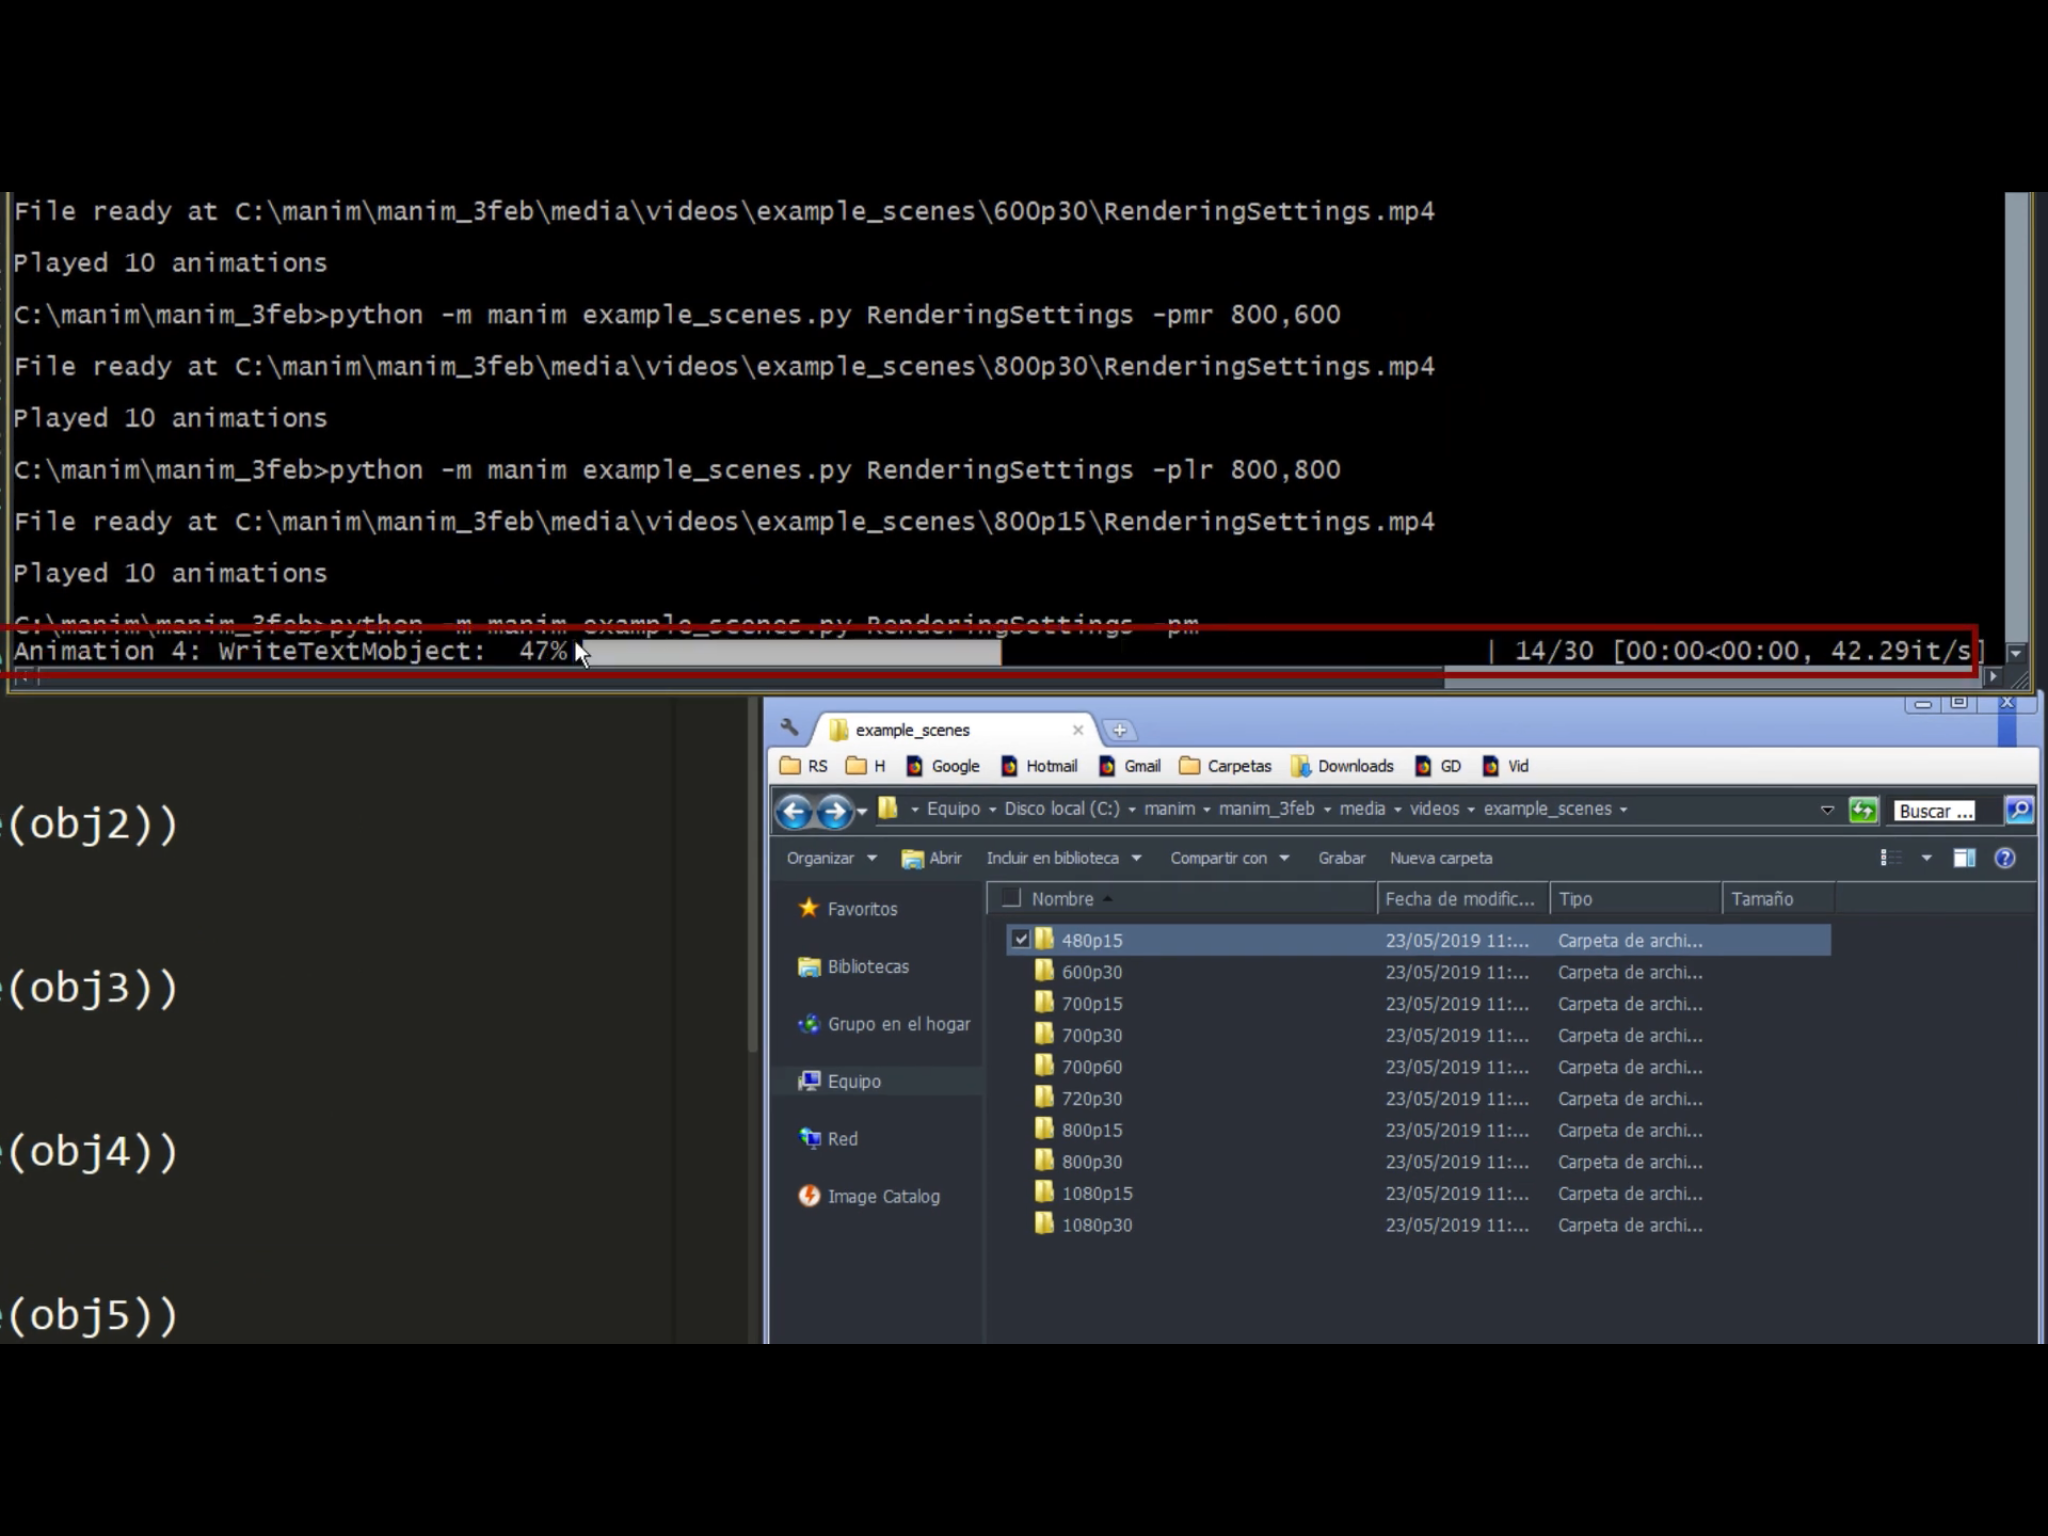 File ready at C:\manim\manim_3feb\media\videos\example_scenes\600p30\RenderingSettings.mp4
Played 10 animations
C:\manim\manim_3feb>python -m manim example_scenes.py RenderingSettings -pmr 800,600
File ready at C:\manim\manim_3feb\media\videos\example_scenes\800p30\RenderingSettings.mp4
Played 10 animations
C:\manim\manim_3feb>python -m manim example_scenes.py RenderingSettings -plr 800,800
File ready at C:\manim\manim_3feb\media\videos\example_scenes\800p15\RenderingSettings.mp4
Played 10 animations
C:\manim\manim_3feb>python -m manim example_scenes.py RenderingSettings -pm
Animation 4: WriteTextMobject: 47% | 14/30 [00:00<00:00, 42.29it/s]
(obj2))
(obj3))
(obj4))
(obj5))
example_scenes
RS H Google Hotmail Gmail Carpetas Downloads GD Vid
Equipo Disco local (C:) manim manim_3feb media videos example_scenes Buscar ...
Organizar Abrir Incluir en biblioteca Compartir con Grabar Nueva carpeta
Favoritos
Bibliotecas
Grupo en el hogar
Equipo
Red
Image Catalog
Nombre Fecha de modific... Tipo Tamaño
480p15 23/05/2019 11:... Carpeta de archi...
600p30 23/05/2019 11:... Carpeta de archi...
700p15 23/05/2019 11:... Carpeta de archi...
700p30 23/05/2019 11:... Carpeta de archi...
700p60 23/05/2019 11:... Carpeta de archi...
720p30 23/05/2019 11:... Carpeta de archi...
800p15 23/05/2019 11:... Carpeta de archi...
800p30 23/05/2019 11:... Carpeta de archi...
1080p15 23/05/2019 11:... Carpeta de archi...
1080p30 23/05/2019 11:... Carpeta de archi...